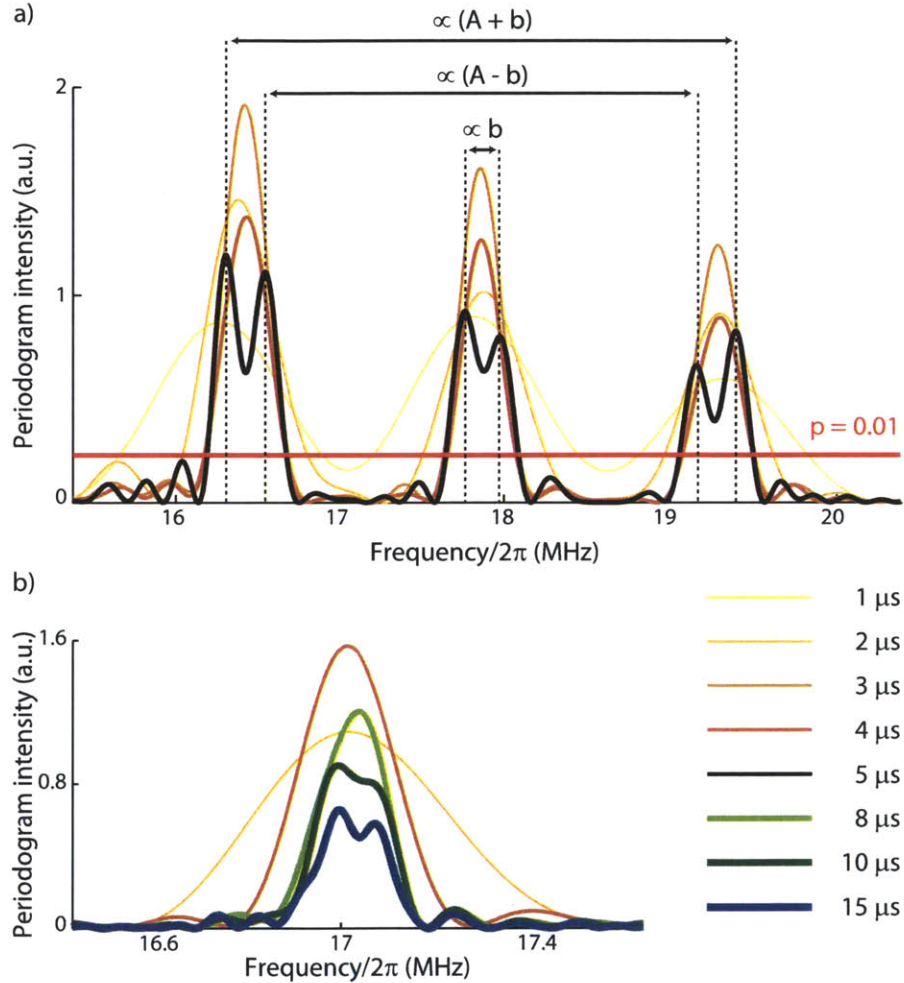 a)
∝ (A + b)
∝ (A - b)
∝ b
2
1
0
Periodogram intensity (a.u.)
p = 0.01
16 17 18 19 20
Frequency/2π (MHz)
b)
1.6
0.8
0
Periodogram intensity (a.u.)
16.6 17 17.4
Frequency/2π (MHz)
1 μs
2 μs
3 μs
4 μs
5 μs
8 μs
10 μs
15 μs